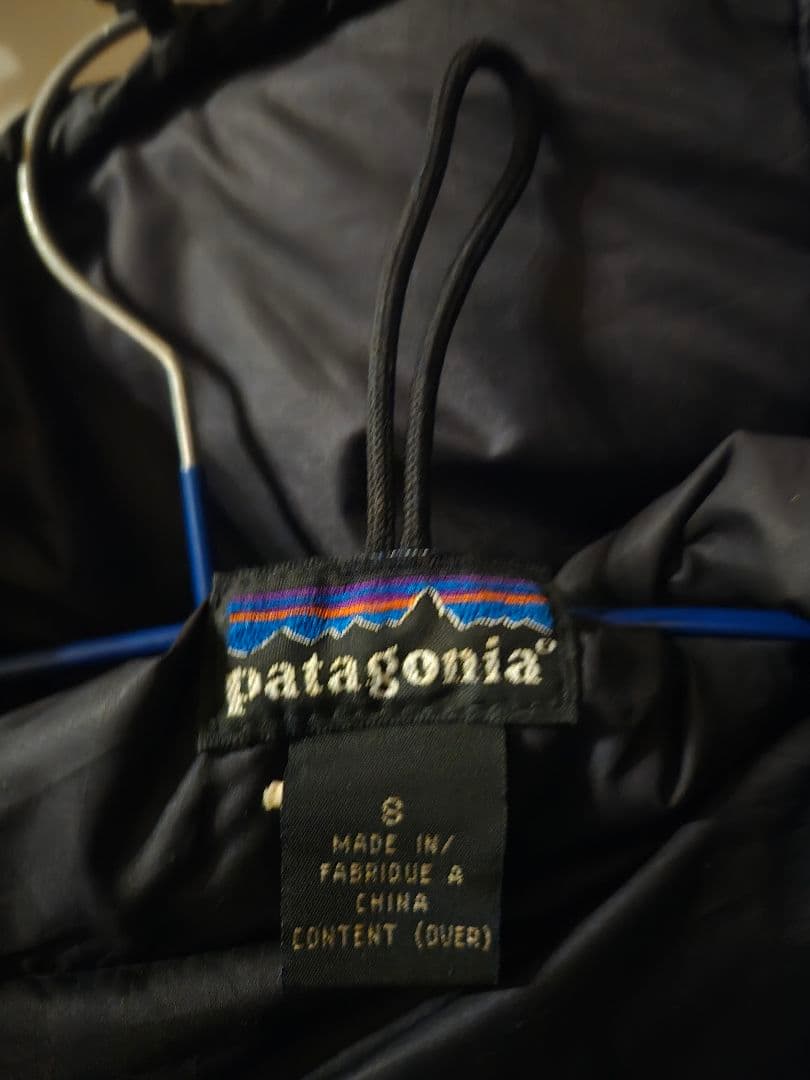 patagonia®
8
MADE IN/
FABRIQUE A
CHINA
CONTENT (OVER)